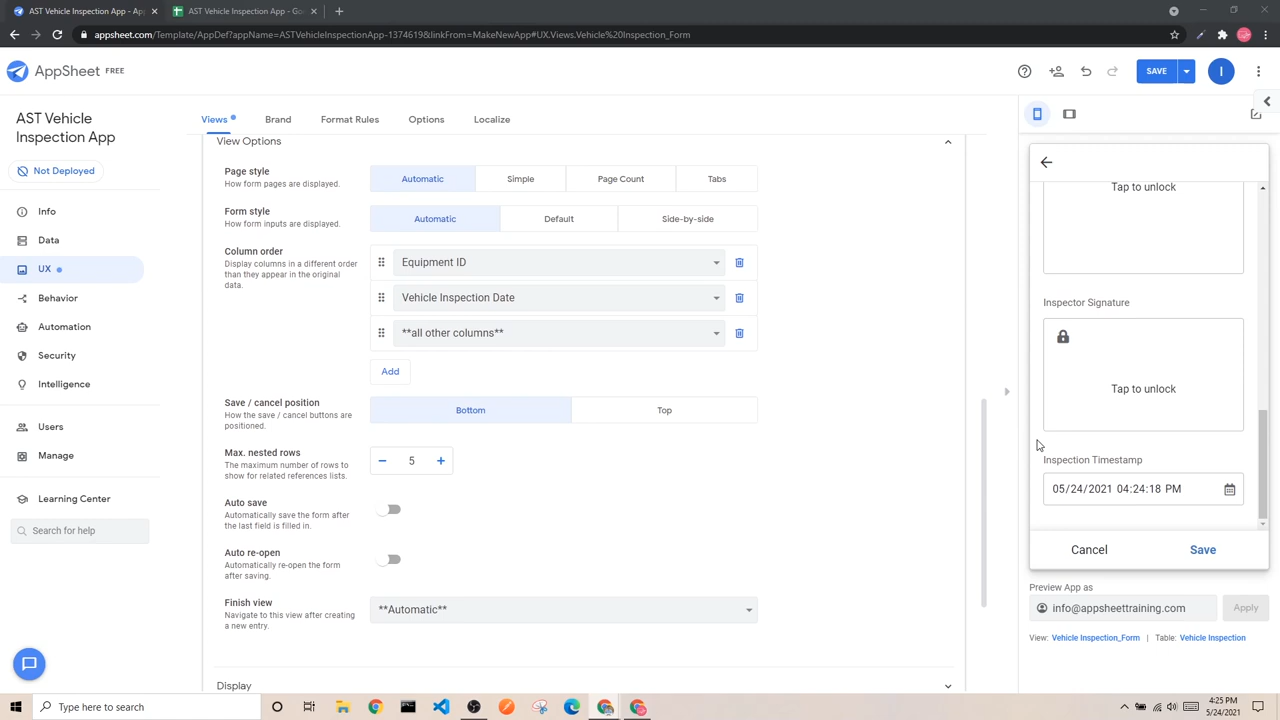 AST Vehicle Inspection App - App
AST Vehicle Inspection App - Goo
appsheet.com/Template/AppDef?appName=ASTVehicleInspectionApp-1374619&linkFrom=MakeNewApp#UX.Views.Vehicle%20Inspection_Form
AppSheet FREE
SAVE
I
AST Vehicle
Inspection App
Not Deployed
Info
Data
UX
Behavior
Automation
Security
Intelligence
Users
Manage
Learning Center
Search for help
Views
Brand
Format Rules
Options
Localize
View Options
Page style
How form pages are displayed.
Automatic
Simple
Page Count
Tabs
Form style
How form inputs are displayed.
Automatic
Default
Side-by-side
Column order
Display columns in a different order
than they appear in the original
data.
Equipment ID
Vehicle Inspection Date
**all other columns**
Add
Save / cancel position
How the save / cancel buttons are
positioned.
Bottom
Top
Max. nested rows
The maximum number of rows to
show for related references lists.
5
Auto save
Automatically save the form after
the last field is filled in.
Auto re-open
Automatically re-open the form
after saving.
Finish view
Navigate to this view after creating
a new entry.
**Automatic**
Display
Tap to unlock
Inspector Signature
Tap to unlock
Inspection Timestamp
05/24/2021 04:24:18 PM
Cancel
Save
Preview App as
info@appsheettraining.com
Apply
View: Vehicle Inspection_Form | Table: Vehicle Inspection
Type here to search
4:25 PM
5/24/2021